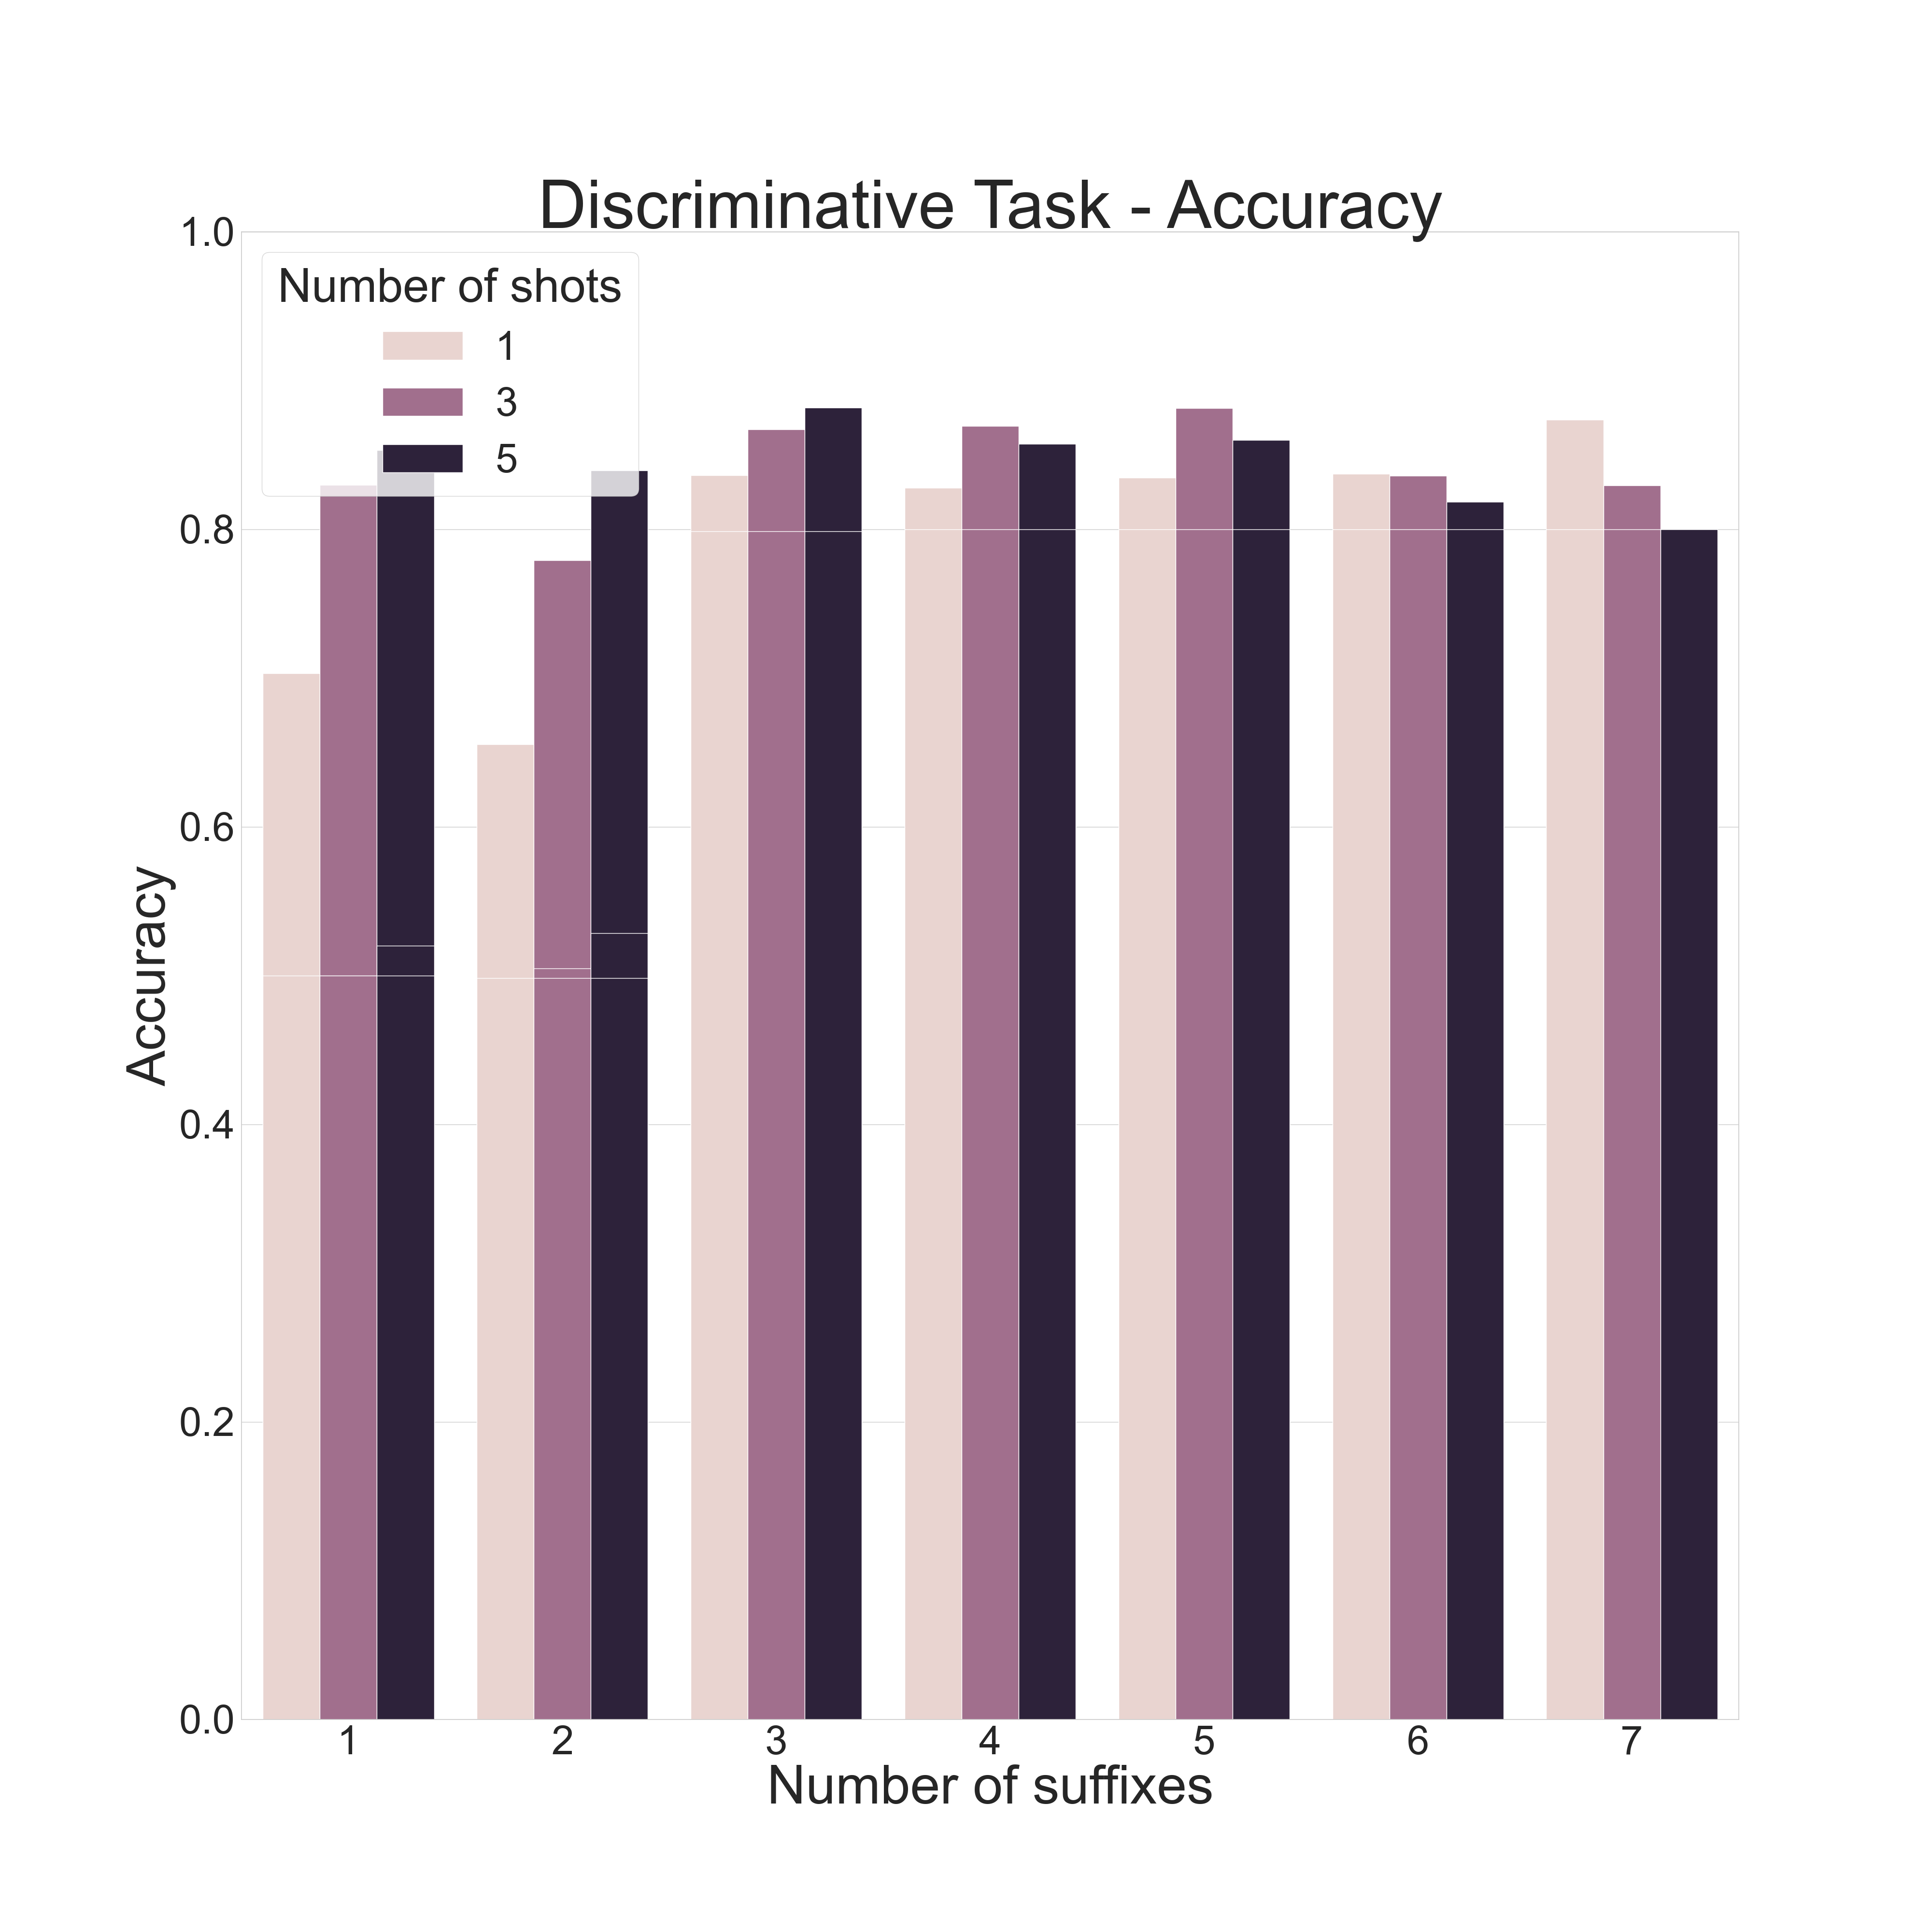 Discriminative Task - Accuracy
1.0
0.8
0.6
0.4
0.2
0.0
Accuracy
Number of shots
1
3
5
1 2 3 4 5 6 7
Number of suffixes